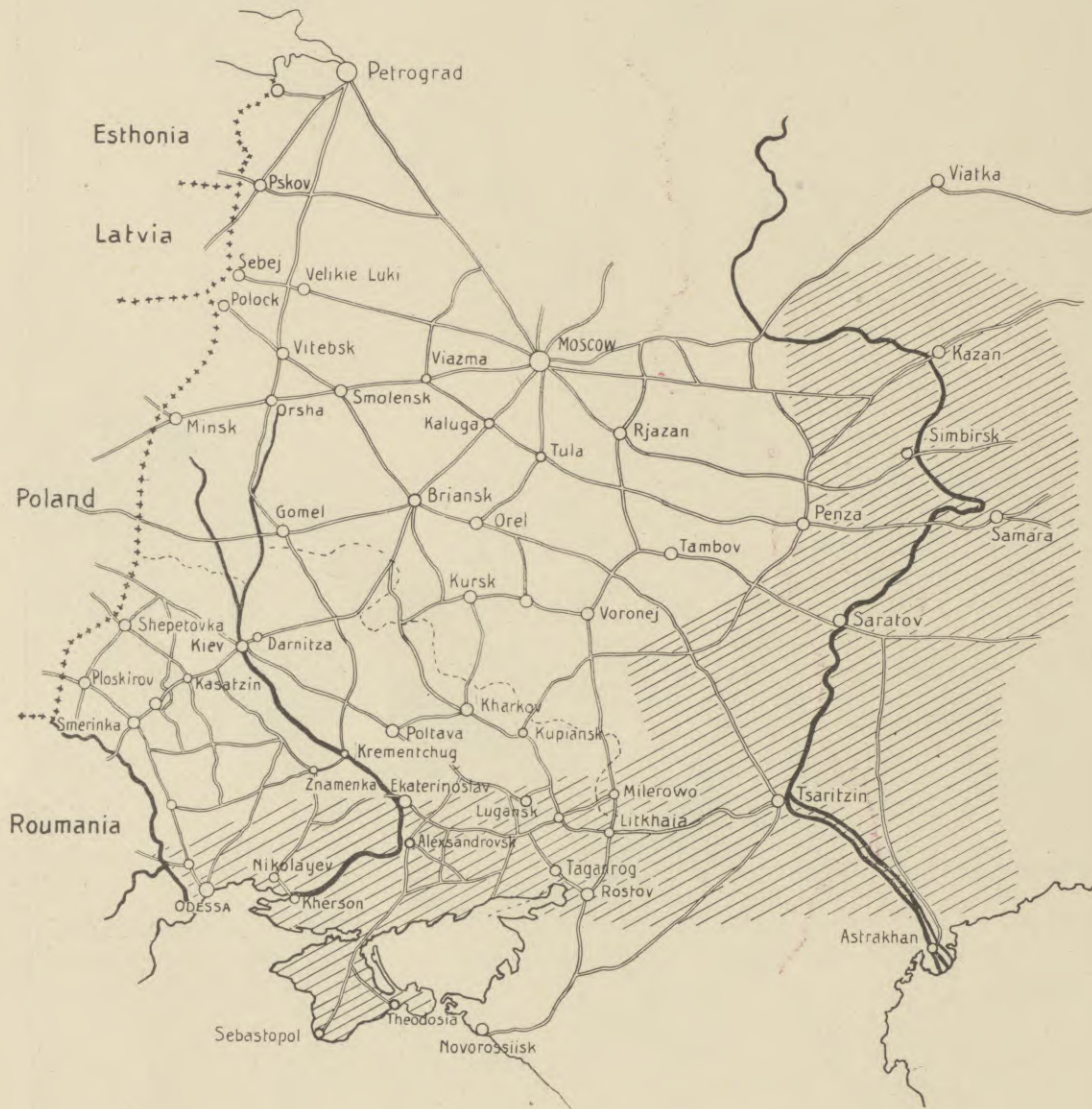 Petrograd
Esthonia
Pskov
Viatka
Latvia
Sebej
Velikie Luki
Polock
Vitebsk
Viazma
Moscow
Kazan
Smolensk
Orsha
Minsk
Kaluga
Rjazan
Tula
Simbirsk
Poland
Briansk
Gomel
Orel
Penza
Samara
Tambov
Kursk
Voronej
Shepetovka
Kiev
Darnitza
Saratov
Ploskirov
Kasatzin
Smerinka
Kharkov
Poltava
Kupiansk
Krementchug
Znamenka
Ekaterinoslav
Lugansk
Milerowo
Tsaritzin
Roumania
Alexsandrovsk
Litkhaia
Nikolayev
Taganrog
Rostov
Odessa
Kherson
Astrakhan
Sebastopol
Theodosia
Novorossiisk